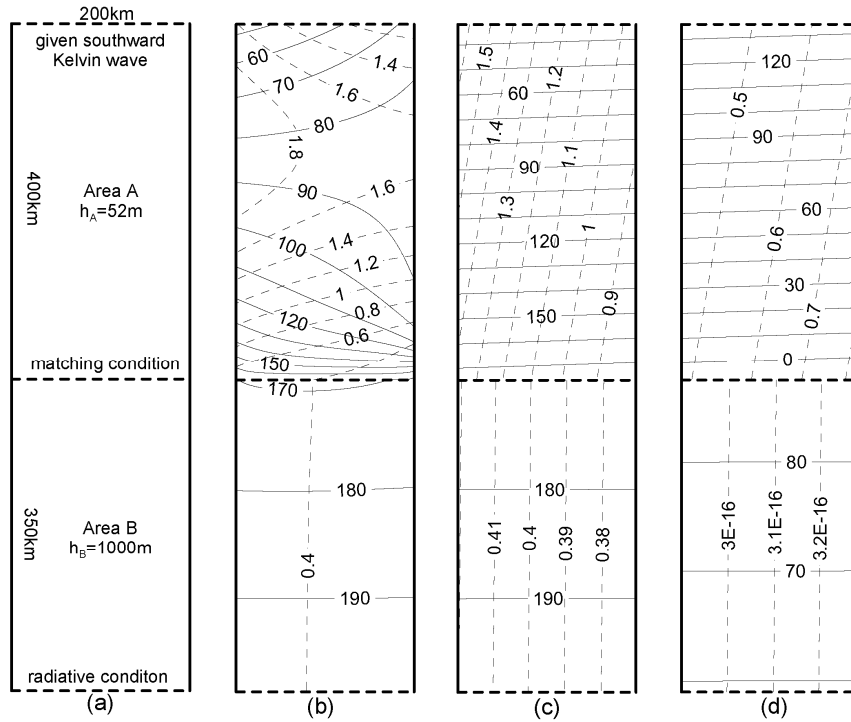 200km
given southward
Kelvin wave
400km
Area A
hA=52m
matching condition
350km
Area B
hB=1000m
radiative conditon
(a)
60
1.4
70
1.6
80
1.8
90
1.6
100
1.4
1.2
1
0.8
120
0.6
150
170
180
0.4
190
(b)
1.5
1.2
60
1.4
1.1
90
1.3
1
120
0.9
150
180
0.41
0.4
0.39
0.38
190
(c)
120
0.5
90
60
0.6
30
0.7
0
80
3E-16
3.1E-16
3.2E-16
70
(d)